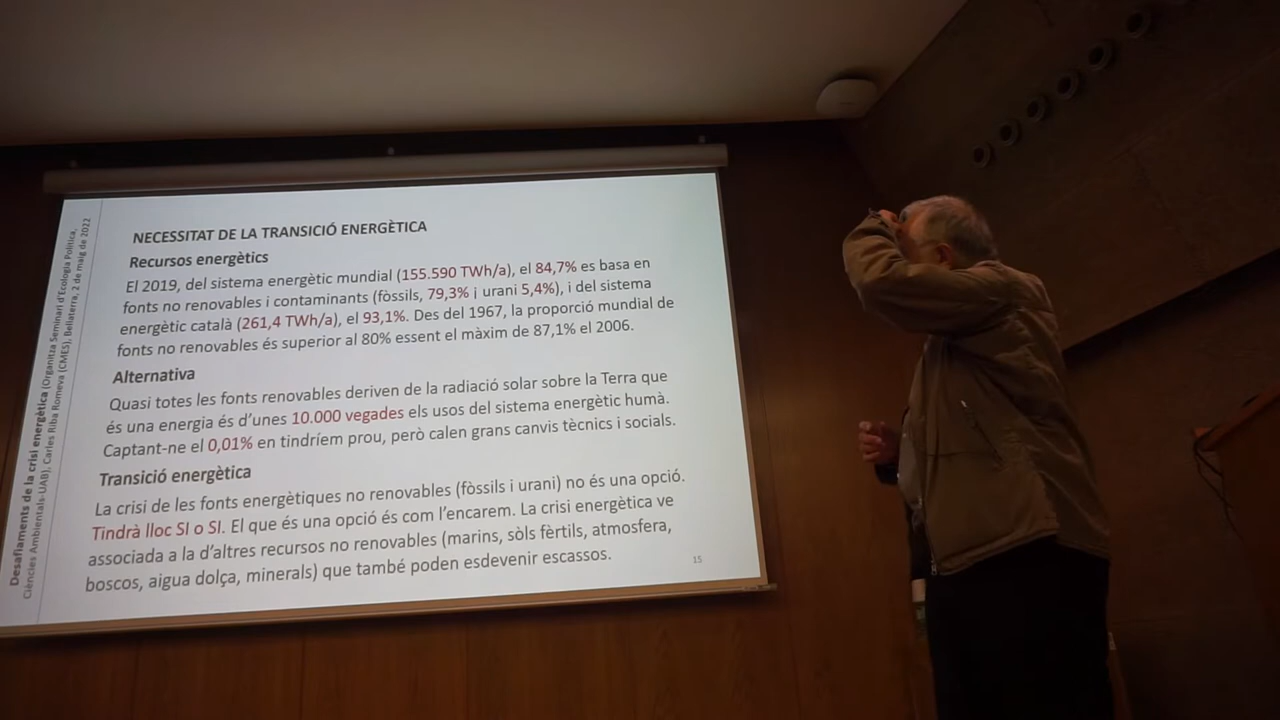 Desafiaments de la crisi energètica (Organitza Seminari d'Ecologia Política,
Ciències Ambientals-UAB), Carles Riba Romeva (CMES), Bellaterra, 2 de maig de 2022
NECESSITAT DE LA TRANSICIÓ ENERGÈTICA
Recursos energètics
El 2019, del sistema energètic mundial (155.590 TWh/a), el 84,7% es basa en
fonts no renovables i contaminants (fòssils, 79,3% i urani 5,4%), i del sistema
energètic català (261,4 TWh/a), el 93,1%. Des del 1967, la proporció mundial de
fonts no renovables és superior al 80% essent el màxim de 87,1% el 2006.
Alternativa
Quasi totes les fonts renovables deriven de la radiació solar sobre la Terra que
és una energia és d'unes 10.000 vegades els usos del sistema energètic humà.
Captant-ne el 0,01% en tindríem prou, però calen grans canvis tècnics i socials.
Transició energètica
La crisi de les fonts energètiques no renovables (fòssils i urani) no és una opció.
Tindrà lloc SI o SI. El que és una opció és com l'encarem. La crisi energètica ve
associada a la d'altres recursos no renovables (marins, sòls fèrtils, atmosfera,
boscos, aigua dolça, minerals) que també poden esdevenir escassos.
15